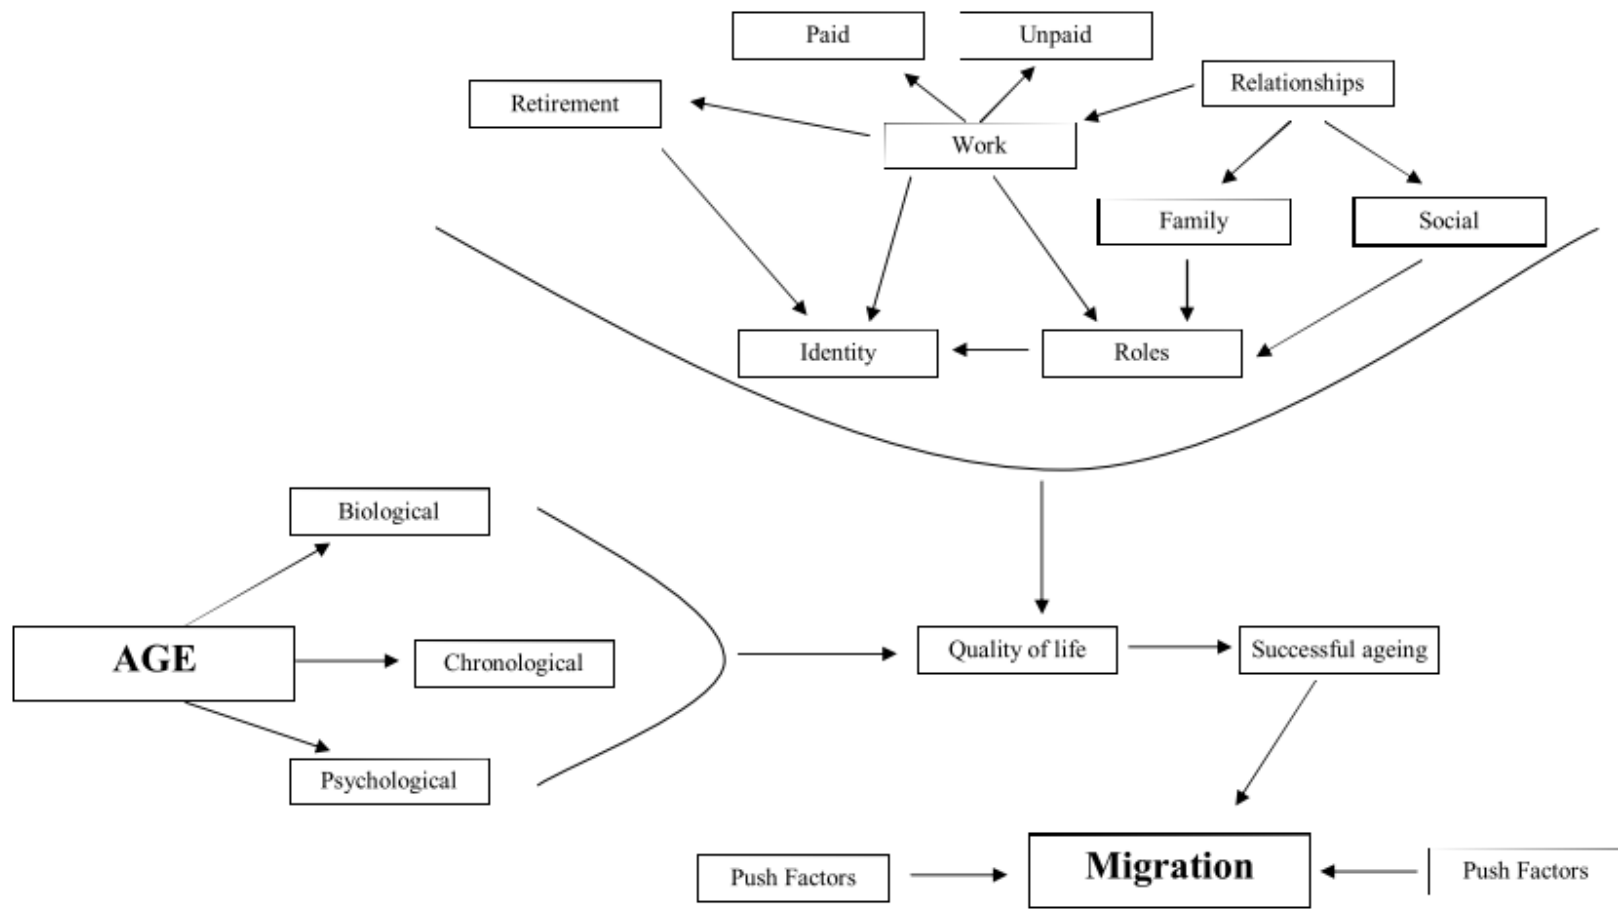 Paid
Unpaid
Relationships
Retirement
Work
Family
Social
Identity
Roles
Biological
AGE
Chronological
Quality of life
Successful ageing
Psychological
Push Factors
Migration
Push Factors